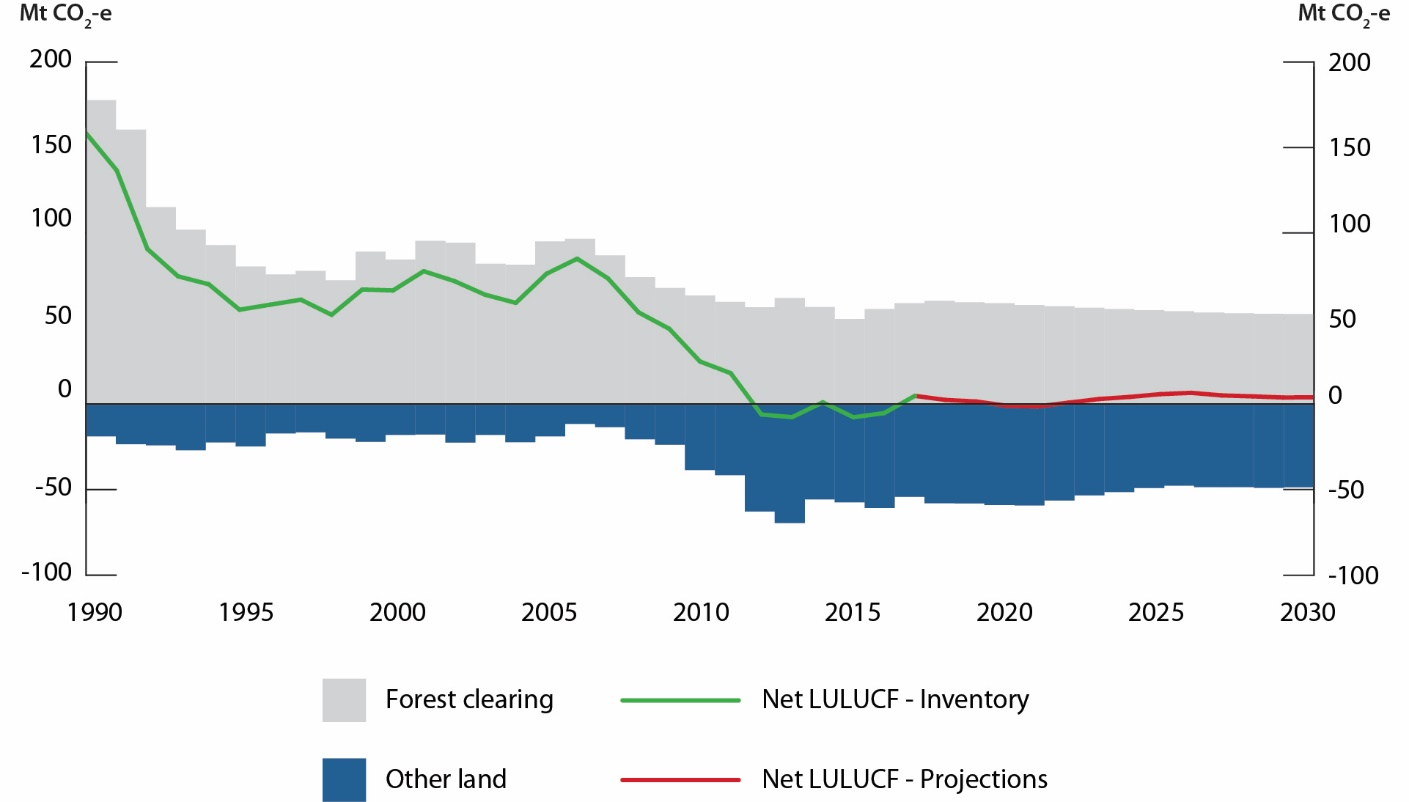 Mt CO₂-e Mt CO₂-e
200 200
150 150
100 100
50 50
0 0
-50 -50
-100 -100
1990 1995 2000 2005 2010 2015 2020 2025 2030
Forest clearing Net LULUCF - Inventory
Other land Net LULUCF - Projections